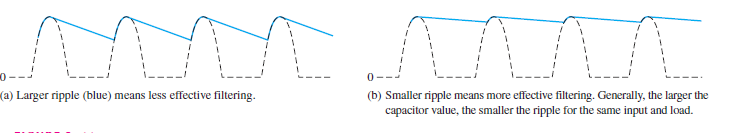 0
0
(a) Larger ripple (blue) means less effective filtering.
(b) Smaller ripple means more effective filtering. Generally, the larger the
capacitor value, the smaller the ripple for the same input and load.